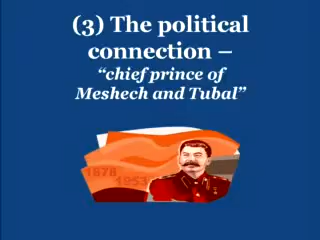 (3) The political
connection –
“chief prince of
Meshech and Tubal”
1878
1953